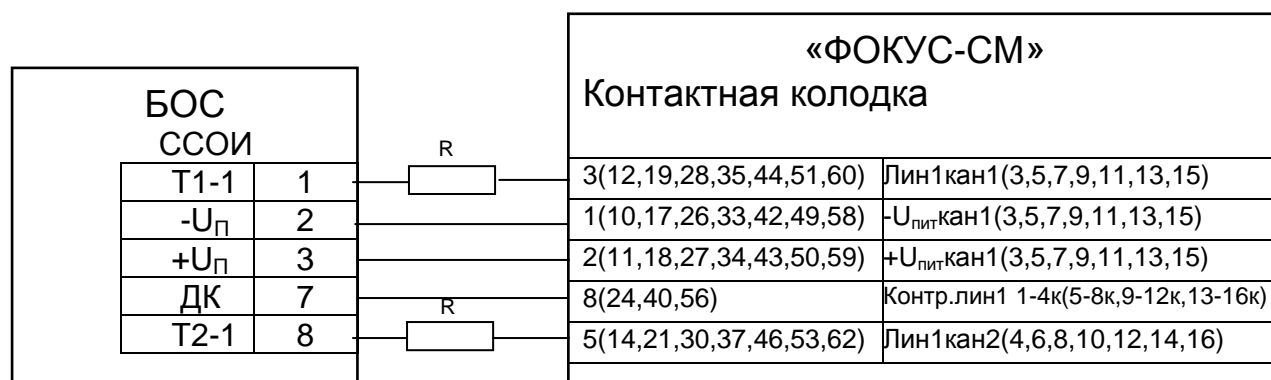 «ФОКУС-СМ»
Контактная колодка
БОС
ССОИ
R
Т1-1 1 3(12,19,28,35,44,51,60) Лин1кан1(3,5,7,9,11,13,15)
-UП 2 1(10,17,26,33,42,49,58) -Uпиткан1(3,5,7,9,11,13,15)
+UП 3 2(11,18,27,34,43,50,59) +Uпиткан1(3,5,7,9,11,13,15)
ДК 7 8(24,40,56) Контр.лин1 1-4к(5-8к,9-12к,13-16к)
R
Т2-1 8 5(14,21,30,37,46,53,62) Лин1кан2(4,6,8,10,12,14,16)